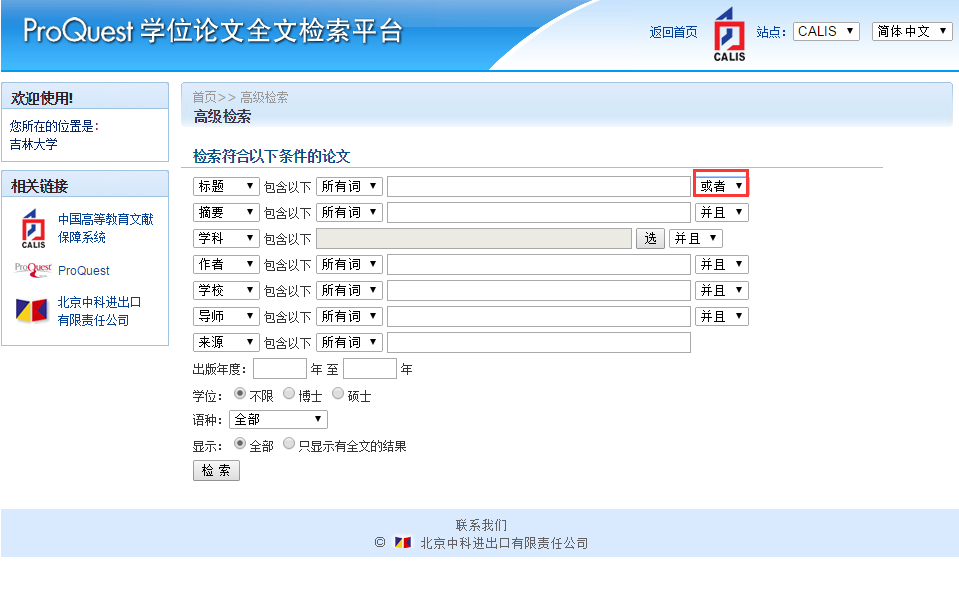 ProQuest 学位论文全文检索平台
返回首页 CALIS 站点: CALIS 简体中文
欢迎使用!
您所在的位置是:
吉林大学
相关链接
CALIS 中国高等教育文献
保障系统
ProQuest ProQuest
北京中科进出口
有限责任公司
首页>> 高级检索
高级检索
检索符合以下条件的论文
标题 包含以下 所有词 或者
摘要 包含以下 所有词 并且
学科 包含以下 选 并且
作者 包含以下 所有词 并且
学校 包含以下 所有词 并且
导师 包含以下 所有词 并且
来源 包含以下 所有词
出版年度: 年 至 年
学位: 不限 博士 硕士
语种: 全部
显示: 全部 只显示有全文的结果
检 索
联系我们
© 北京中科进出口有限责任公司